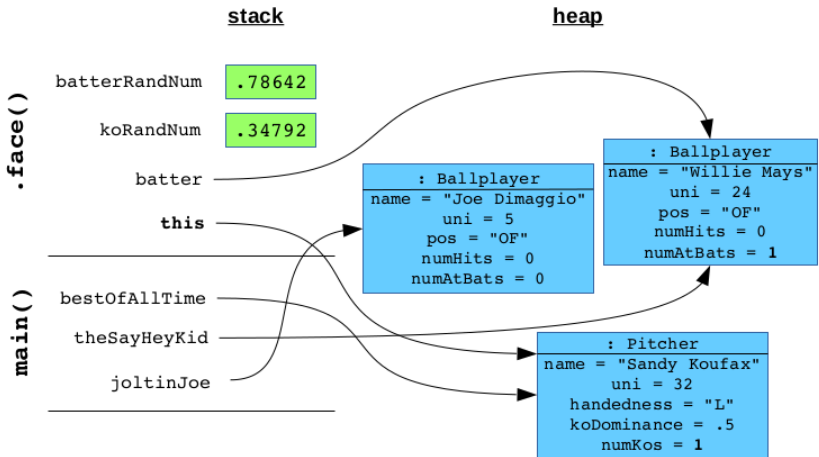 stack
heap
.face()
batterRandNum
.78642
koRandNum
.34792
batter
this
main()
bestOfAllTime
theSayHeyKid
joltinJoe
: Ballplayer
name = "Joe Dimaggio"
uni = 5
pos = "OF"
numHits = 0
numAtBats = 0
: Ballplayer
name = "Willie Mays"
uni = 24
pos = "OF"
numHits = 0
numAtBats = 1
: Pitcher
name = "Sandy Koufax"
uni = 32
handedness = "L"
koDominance = .5
numKos = 1